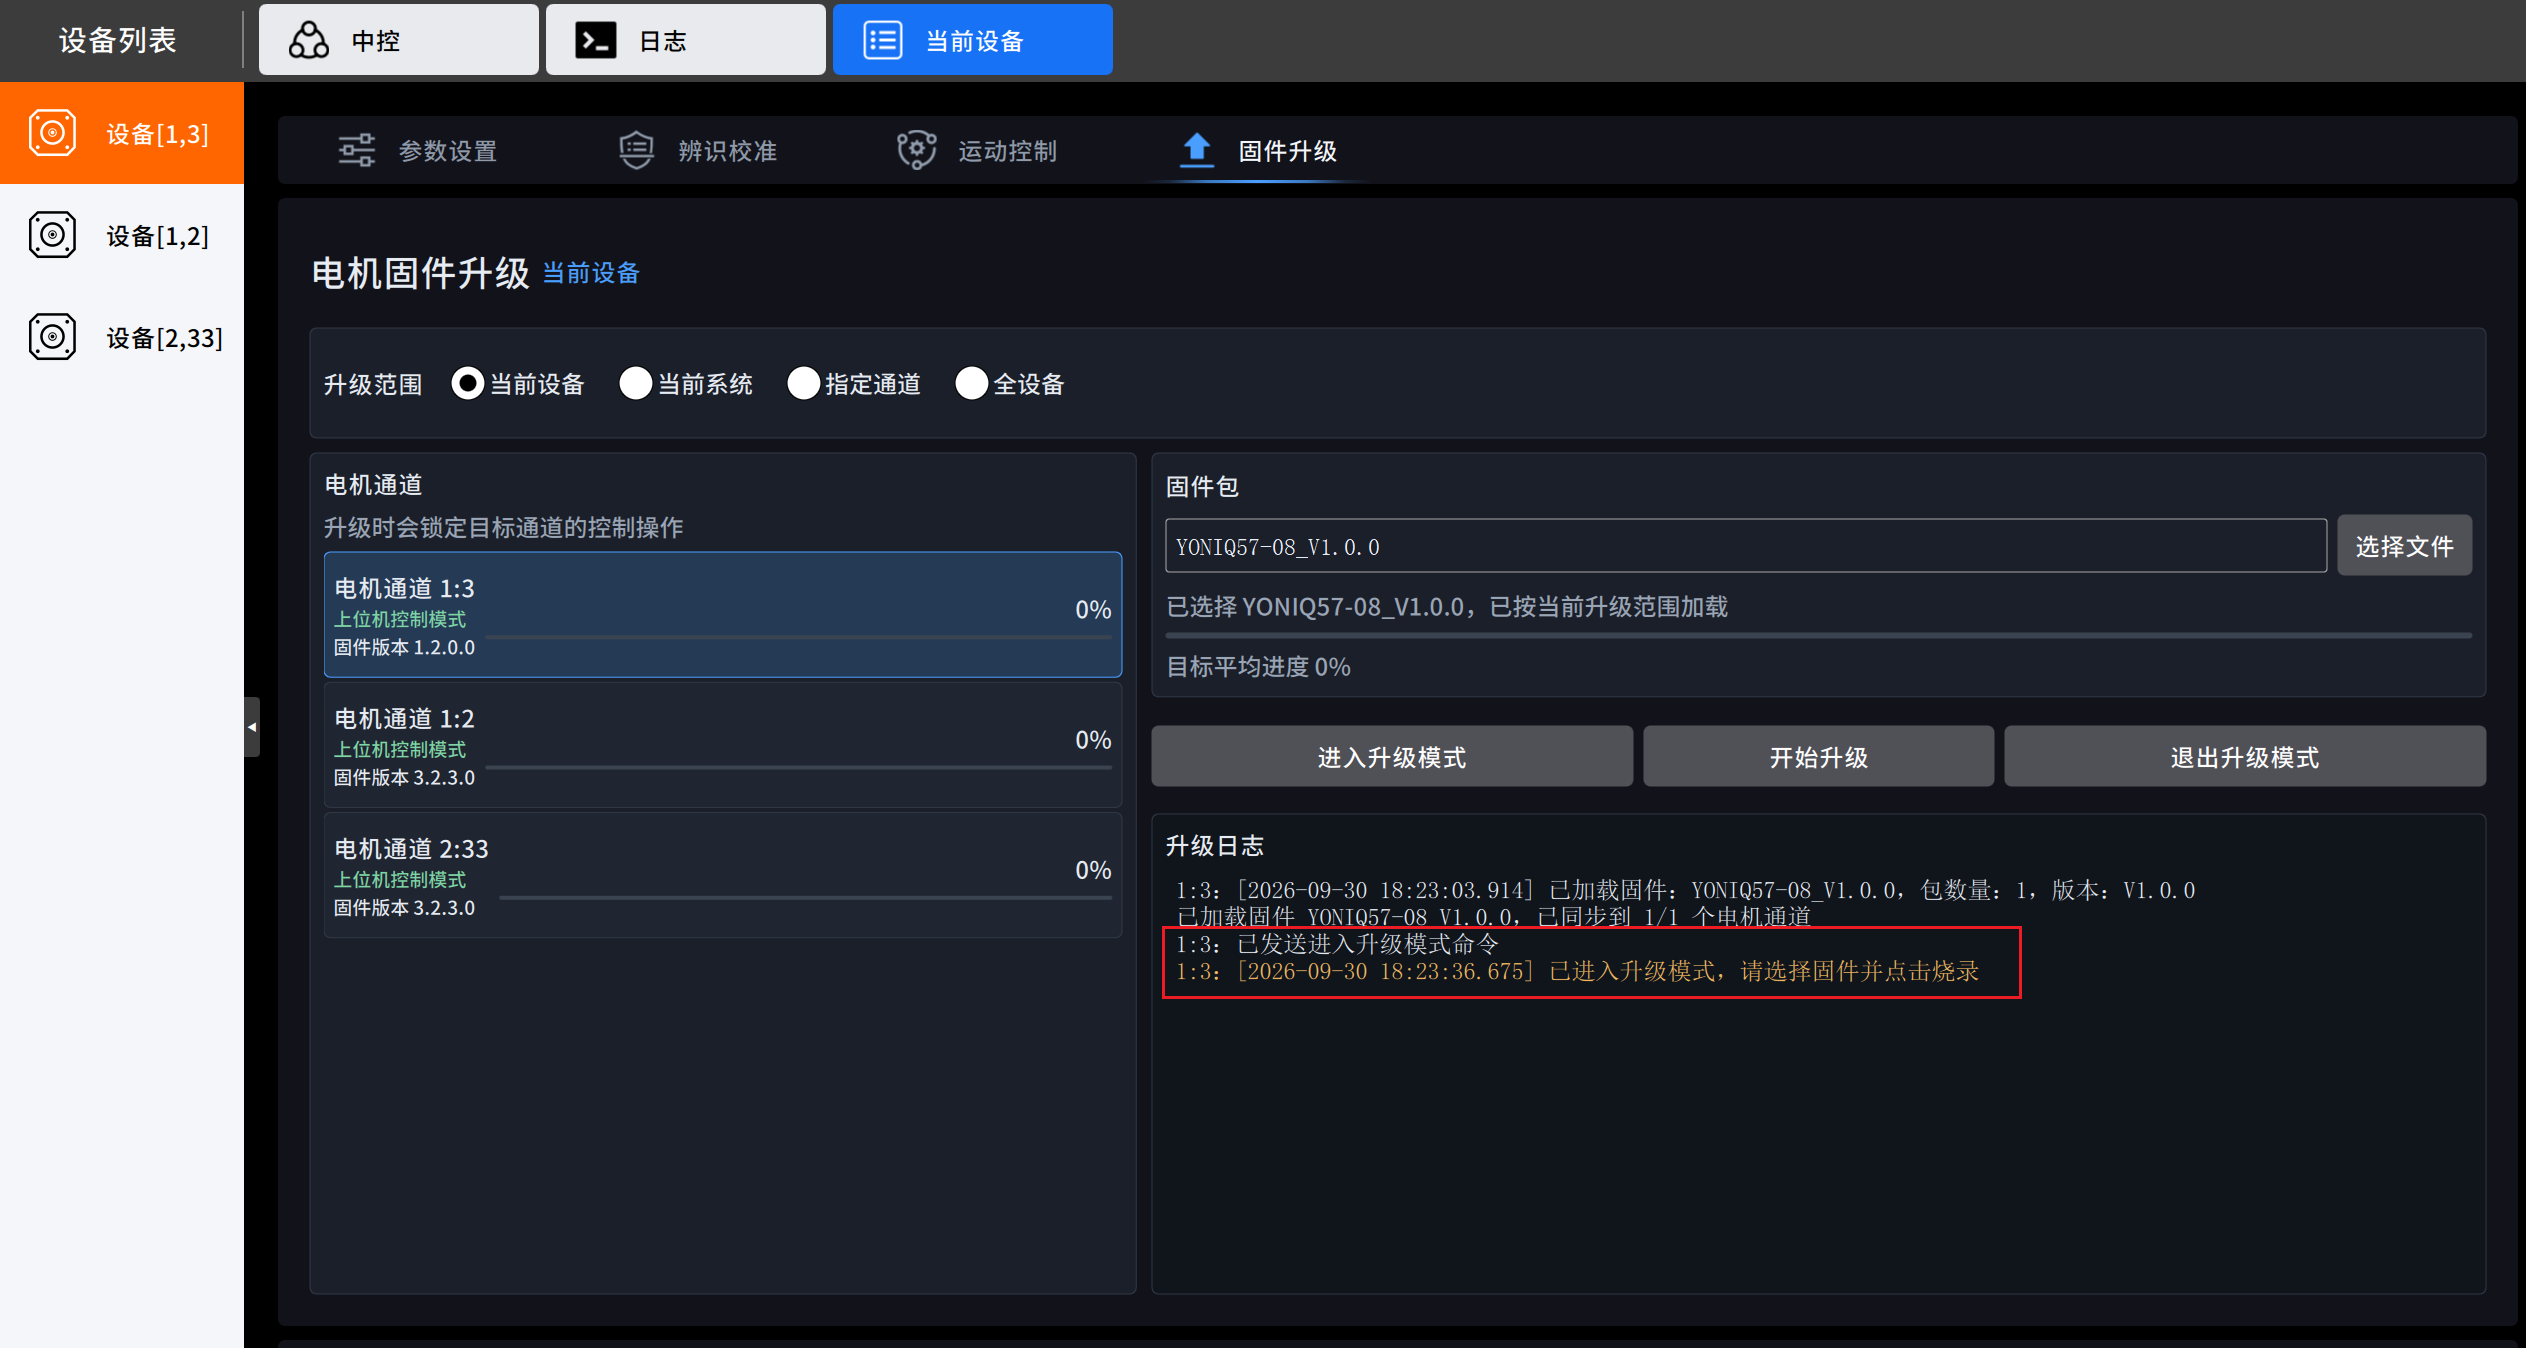 设备列表
中控
日志
当前设备
设备[1,3]
设备[1,2]
设备[2,33]
参数设置
辨识校准
运动控制
固件升级
电机固件升级 当前设备
升级范围 当前设备 当前系统 指定通道 全设备
电机通道
升级时会锁定目标通道的控制操作
电机通道 1:3
上位机控制模式
固件版本 1.2.0.0
0%
电机通道 1:2
上位机控制模式
固件版本 3.2.3.0
0%
电机通道 2:33
上位机控制模式
固件版本 3.2.3.0
0%
固件包
YONIQ57-08_V1.0.0
选择文件
已选择 YONIQ57-08_V1.0.0，已按当前升级范围加载
目标平均进度 0%
进入升级模式
开始升级
退出升级模式
升级日志
1:3: [2026-09-30 18:23:03.914] 已加载固件: YONIQ57-08_V1.0.0, 包数量: 1, 版本: V1.0.0
已加载固件 YONIQ57-08_V1.0.0，已同步到 1/1 个电机通道
1:3: 已发送进入升级模式命令
1:3: [2026-09-30 18:23:36.675] 已进入升级模式，请选择固件并点击烧录